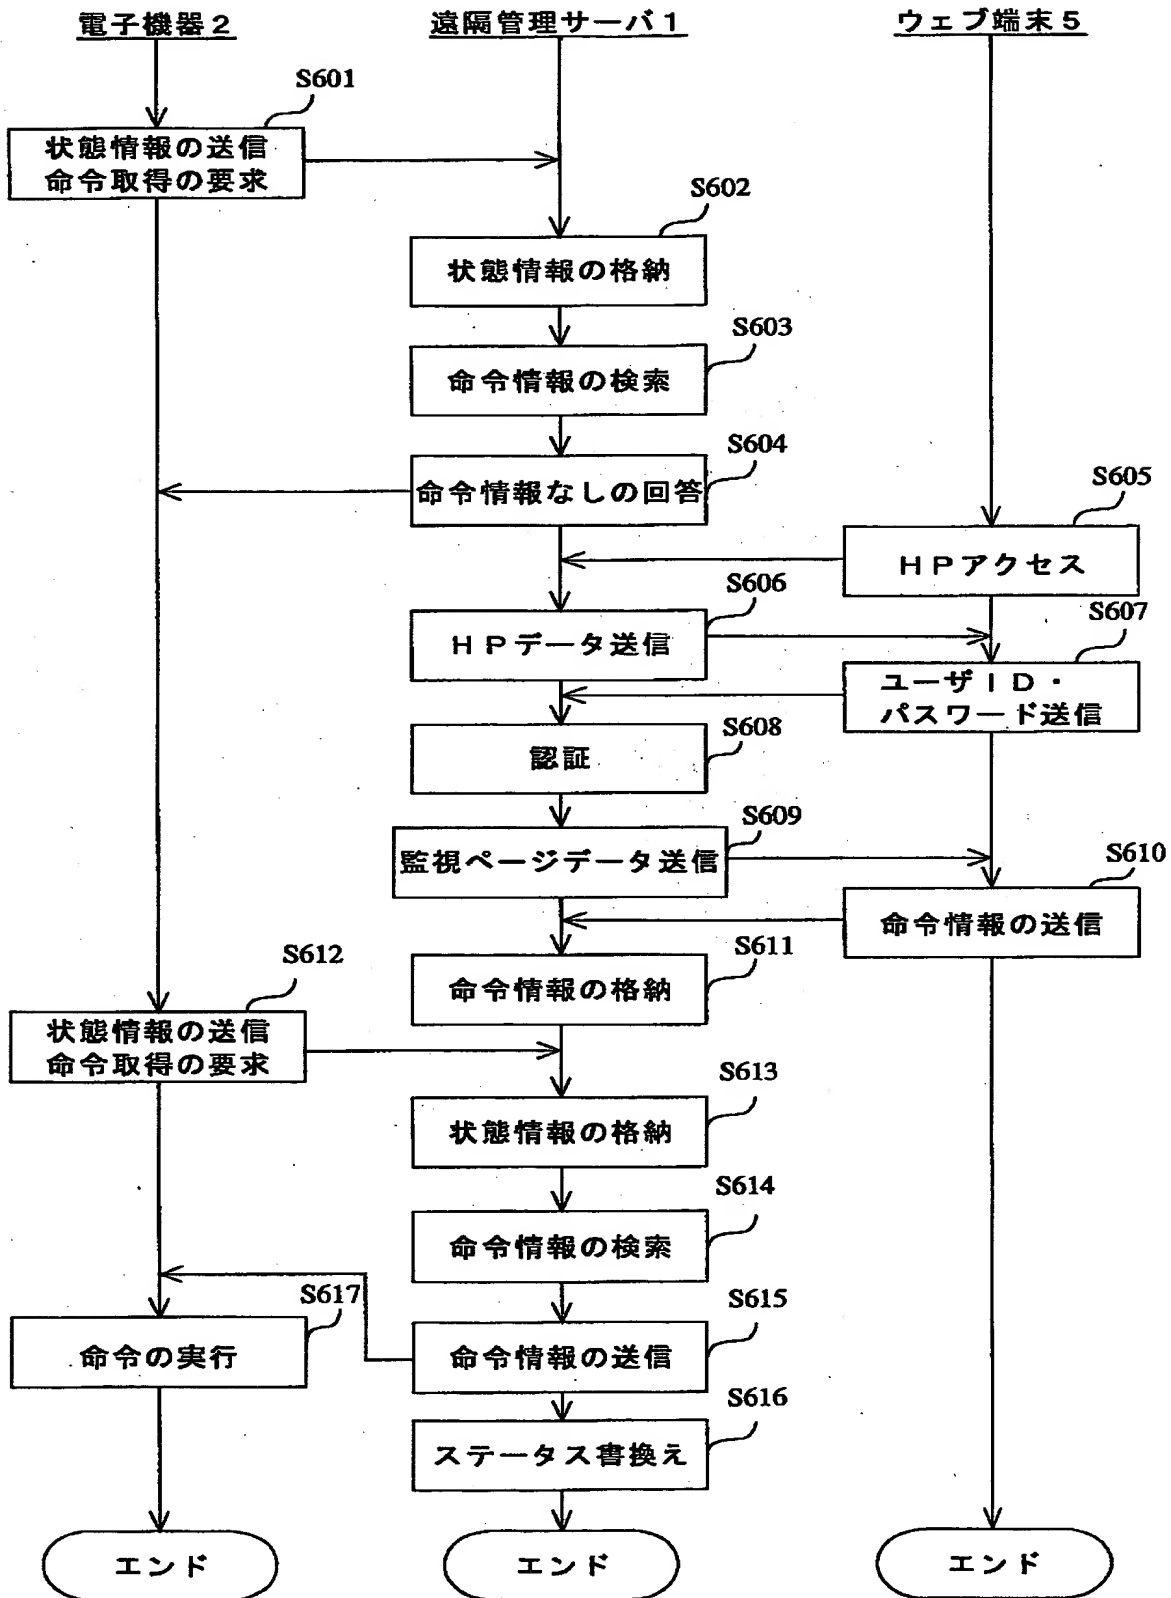 電子機器２
遠隔管理サーバ１
ウェブ端末５
S601
状態情報の送信
命令取得の要求
S602
状態情報の格納
S603
命令情報の検索
S604
命令情報なしの回答
S605
ＨＰアクセス
S606
ＨＰデータ送信
S607
ユーザＩＤ・
パスワード送信
S608
認証
S609
監視ページデータ送信
S610
命令情報の送信
S611
命令情報の格納
S612
状態情報の送信
命令取得の要求
S613
状態情報の格納
S614
命令情報の検索
S615
命令情報の送信
S617
命令の実行
S616
ステータス書換え
エンド
エンド
エンド